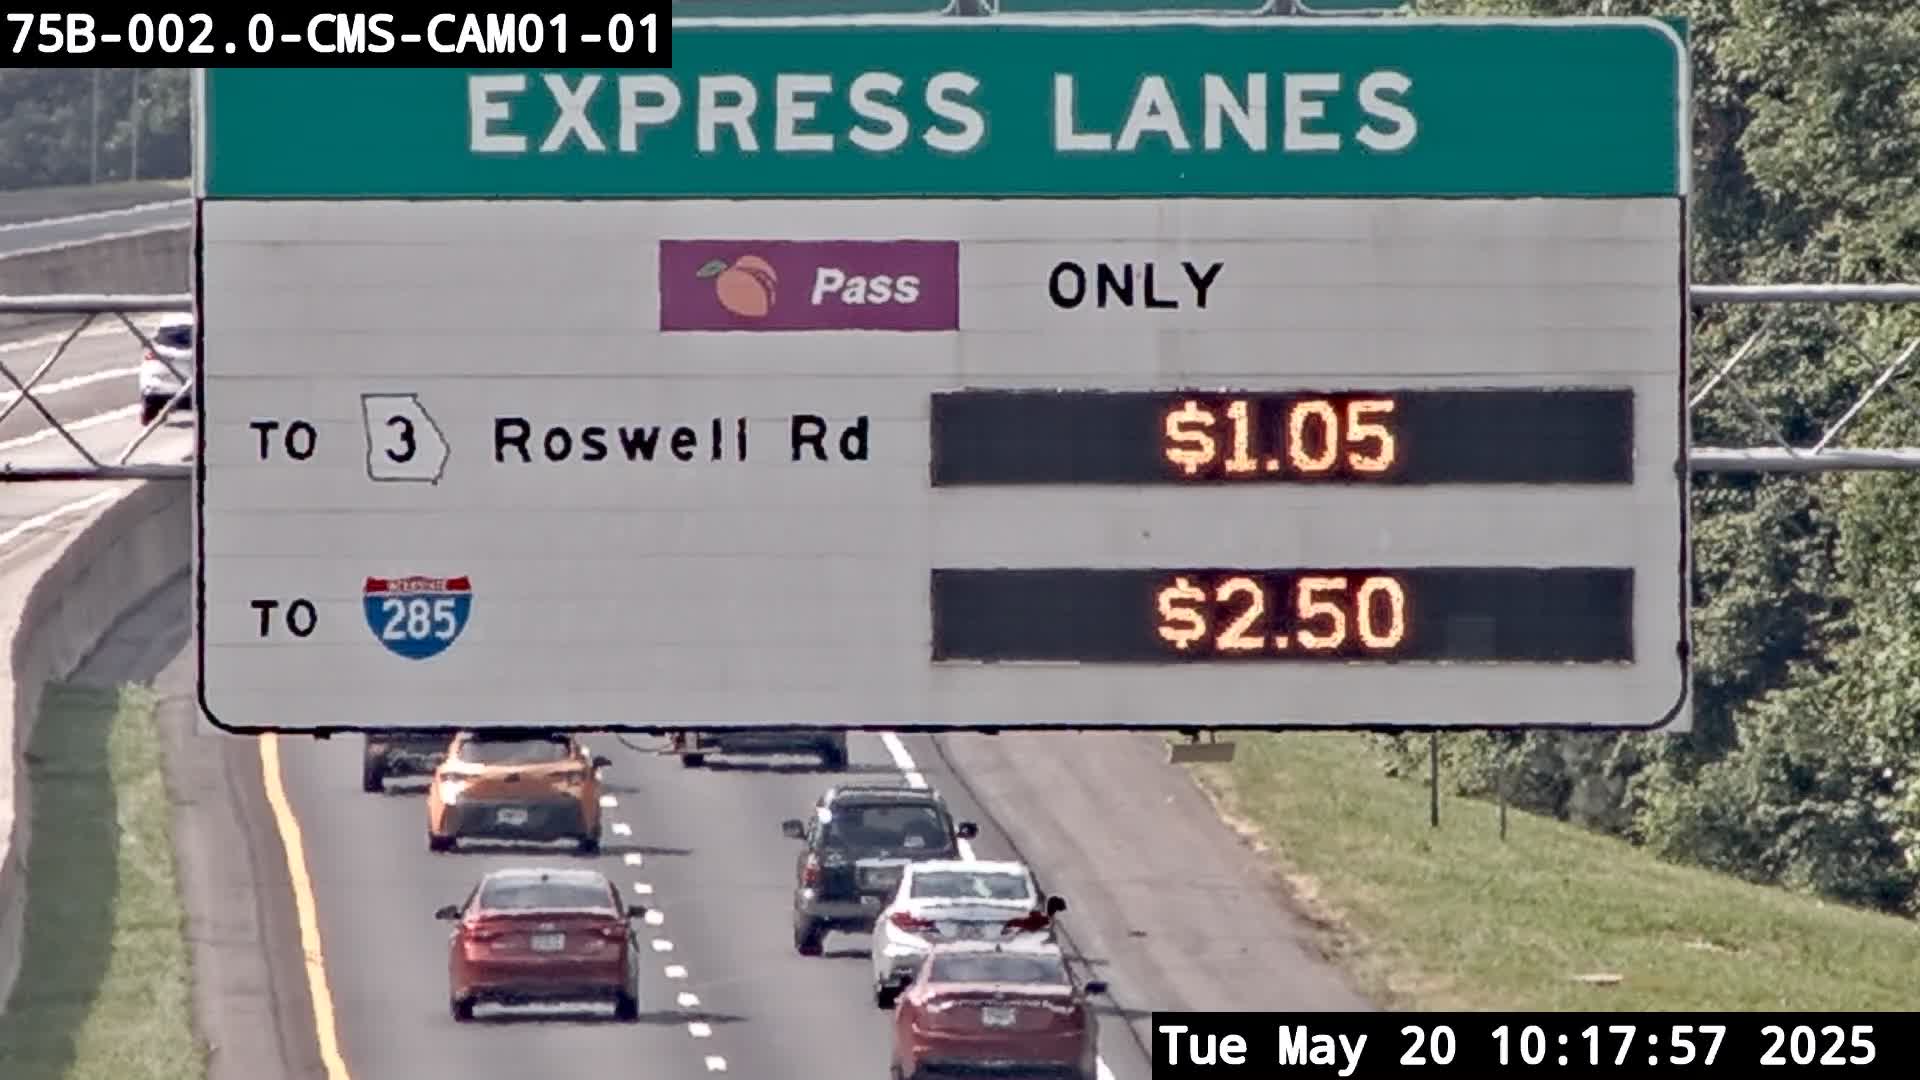 75B-002.0-CMS-CAM01-01
EXPRESS LANES
Pass ONLY
TO 3 Roswell Rd $1.05
TO INTERSTATE 285 $2.50
Tue May 20 10:17:57 2025